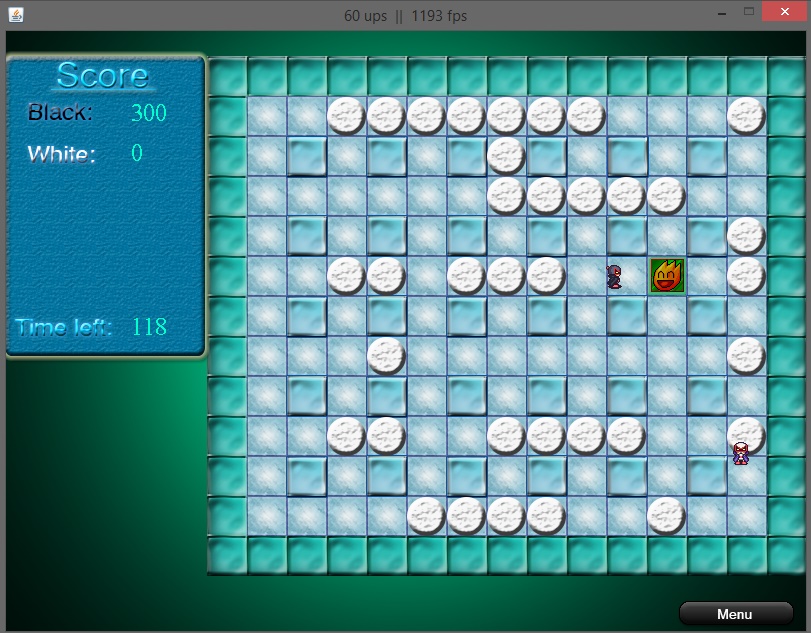 60 ups || 1193 fps
Score
Black: 300
White: 0
Time left: 118
Menu